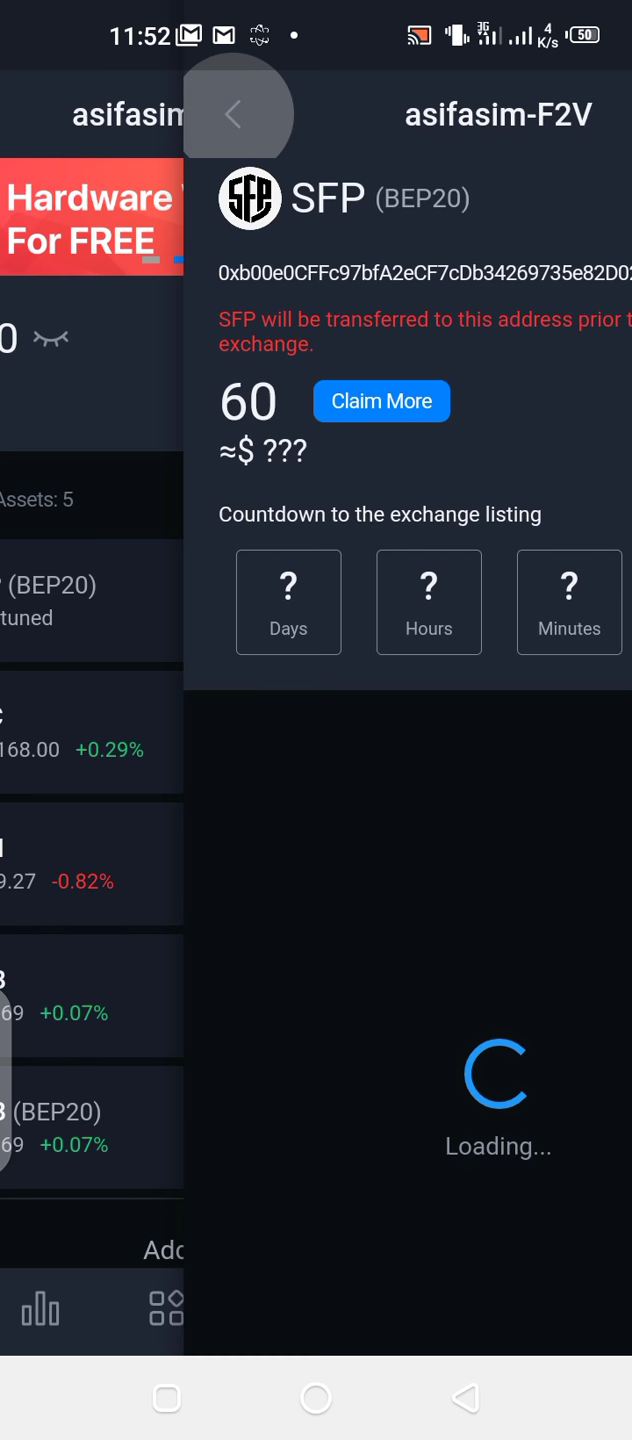 11:52
3G
4
K/s
50
asifasim
asifasim-F2V
Hardware
For FREE
SFP (BEP20)
0xb00e0CFFc97bfA2eCF7cDb34269735e82D02
SFP will be transferred to this address prior t
exchange.
0
60 Claim More
≈$ ???
Assets: 5
Countdown to the exchange listing
? ? ?
Days Hours Minutes
(BEP20)
tuned
168.00 +0.29%
9.27 -0.82%
69 +0.07%
(BEP20)
69 +0.07%
Loading...
Add